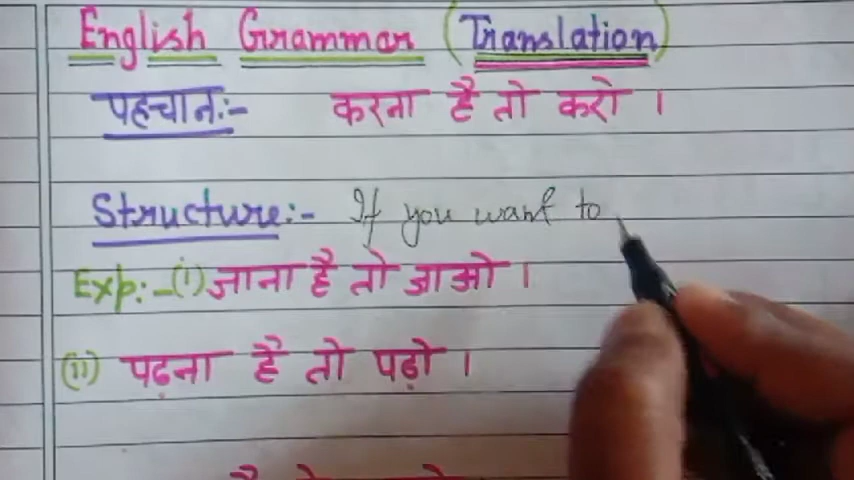 English Grammar (Translation)
पहचान:- करना है तो करो ।
Structure:- If you want to
Exp:-(i) जाना है तो जाओ ।
(ii) पढ़ना है तो पढ़ो ।